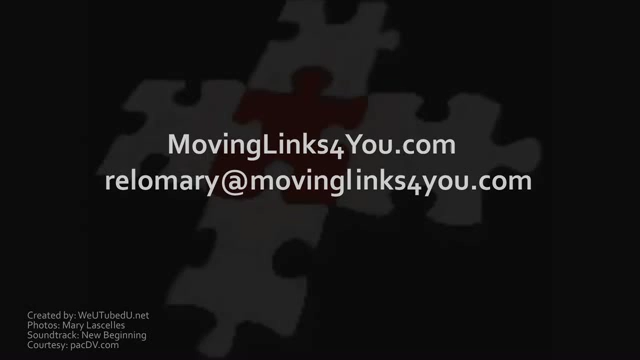 MovingLinks4You.com
relomary@movinglinks4you.com
Created by: WeUTubedU.net
Photos: Mary Lascelles
Soundtrack: New Beginning
Courtesy: pacDV.com